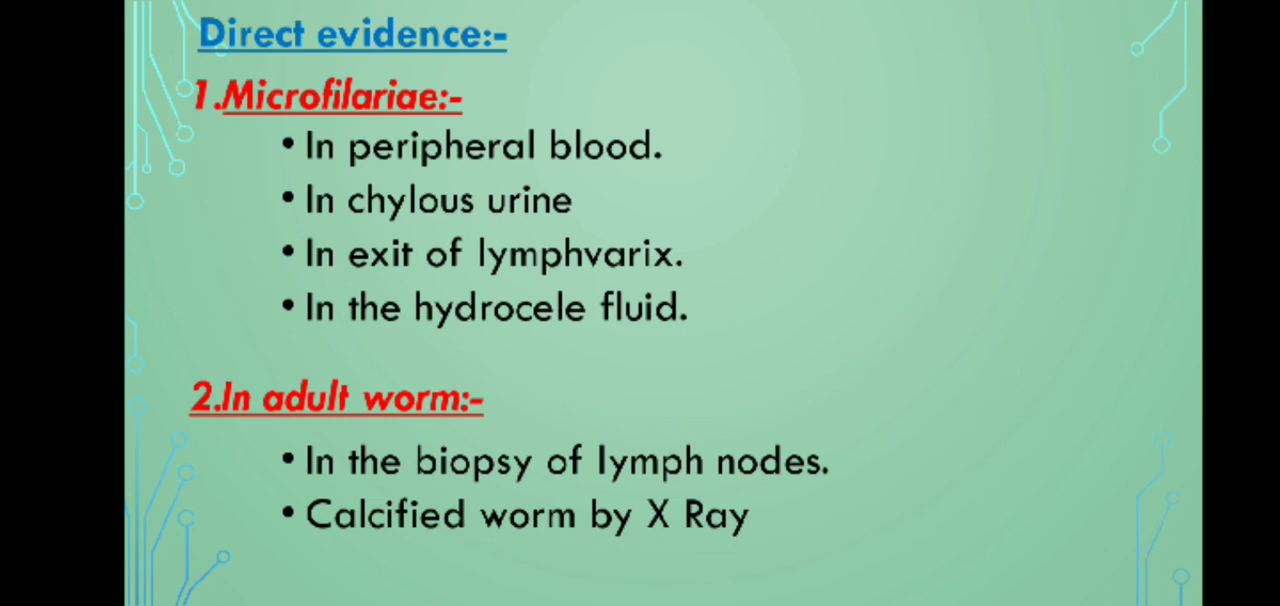 Direct evidence:-
1.Microfilariae:-
• In peripheral blood.
• In chylous urine
• In exit of lymphvarix.
• In the hydrocele fluid.
2.In adult worm:-
• In the biopsy of lymph nodes.
• Calcified worm by X Ray